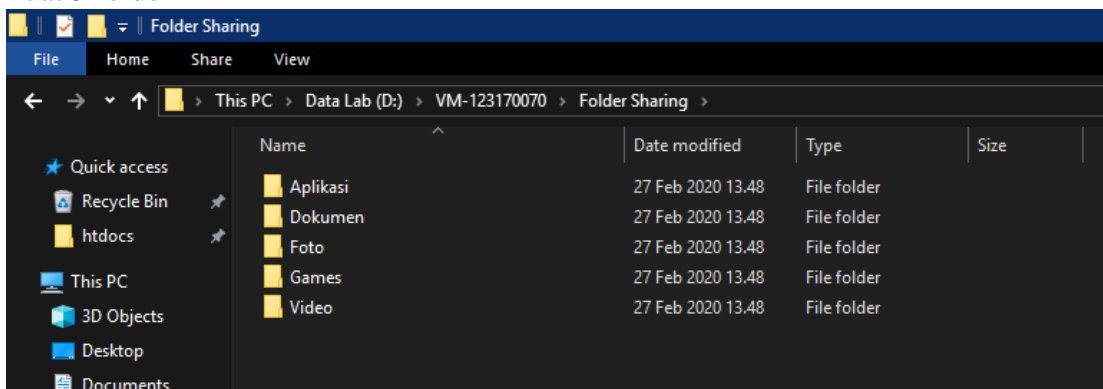 Folder Sharing
File Home Share View
This PC > Data Lab (D:) > VM-123170070 > Folder Sharing >
Name Date modified Type Size
Quick access
Recycle Bin
htdocs
This PC
3D Objects
Desktop
Documents
Aplikasi 27 Feb 2020 13.48 File folder
Dokumen 27 Feb 2020 13.48 File folder
Foto 27 Feb 2020 13.48 File folder
Games 27 Feb 2020 13.48 File folder
Video 27 Feb 2020 13.48 File folder